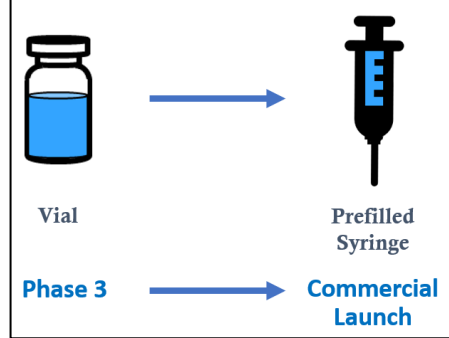 Vial
Prefilled
Syringe
Phase 3
Commercial
Launch